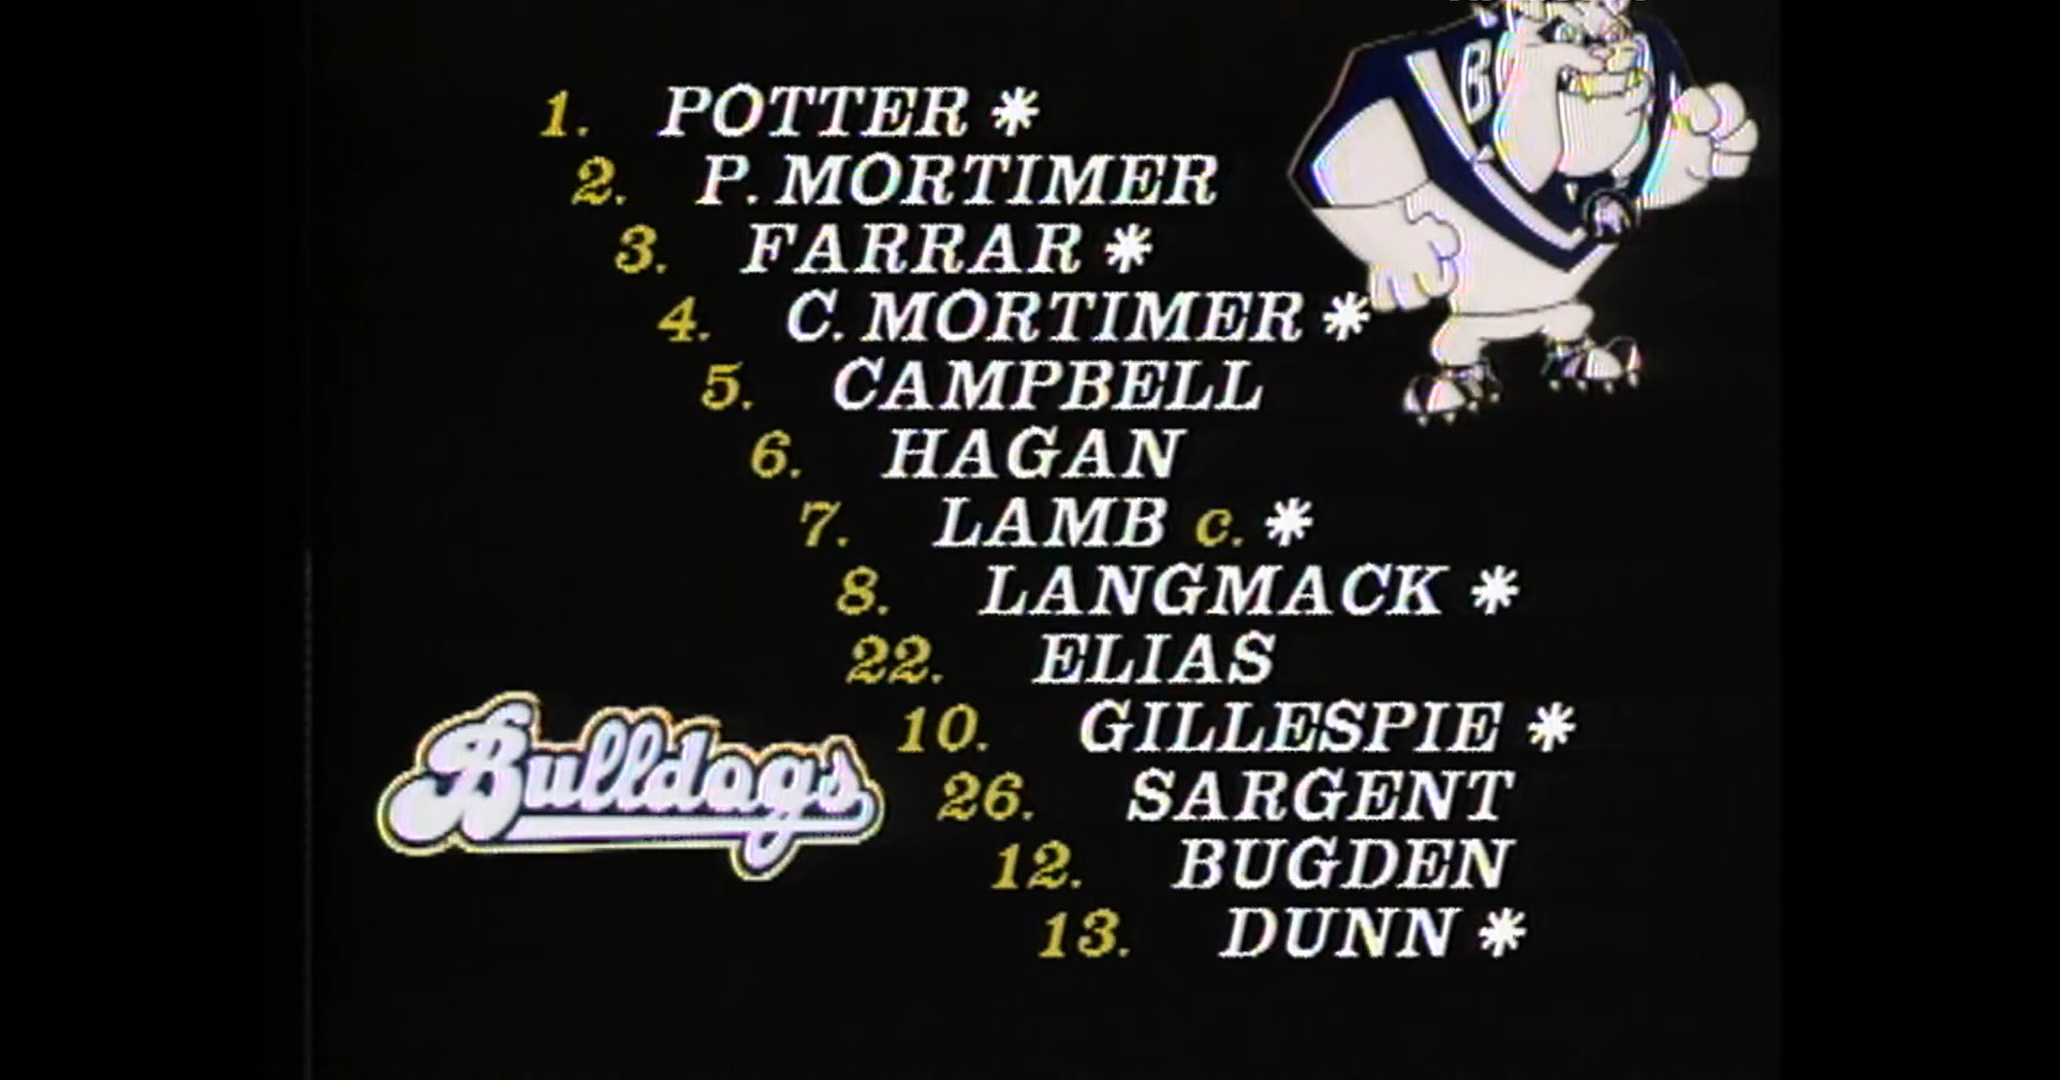 1. POTTER *
2. P. MORTIMER
3. FARRAR *
4. C. MORTIMER *
5. CAMPBELL
6. HAGAN
7. LAMB c. *
8. LANGMACK *
22. ELIAS
10. GILLESPIE *
26. SARGENT
12. BUGDEN
13. DUNN *
Bulldogs
B